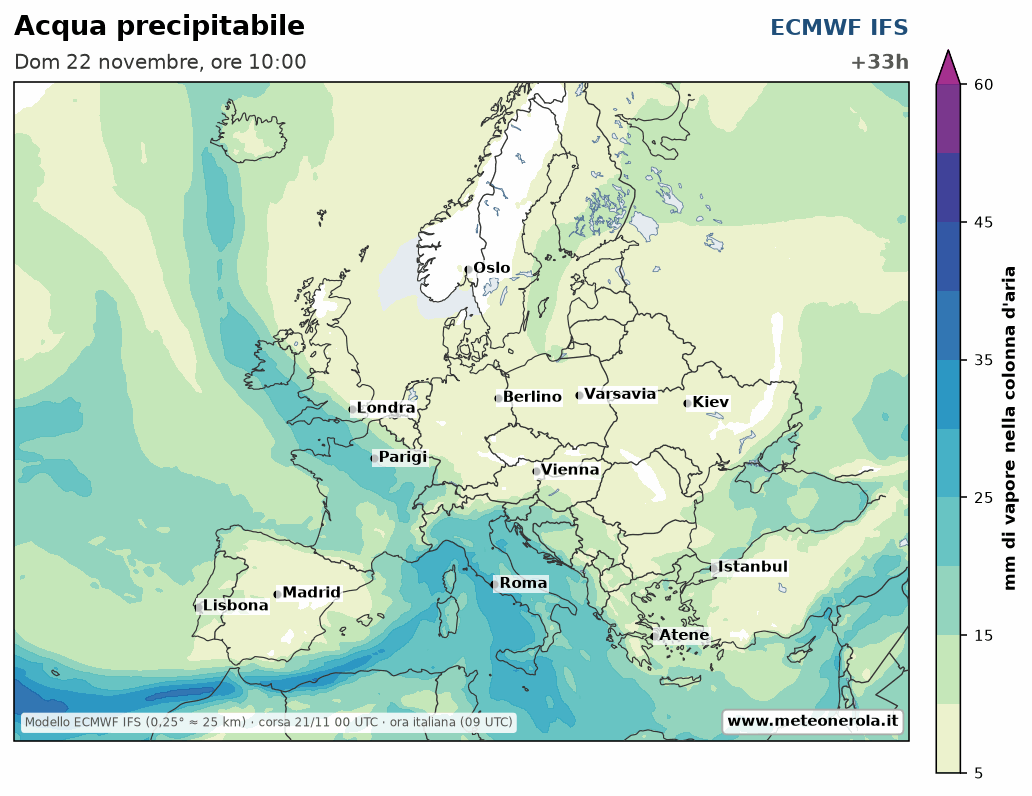 Acqua precipitabile
ECMWF IFS
Dom 22 novembre, ore 10:00
+33h
60
45
35
25
15
5
mm di vapore nella colonna d'aria
Oslo
Londra
Berlino
Varsavia
Kiev
Parigi
Vienna
Roma
Istanbul
Madrid
Lisbona
Atene
Modello ECMWF IFS (0,25° ≈ 25 km) · corsa 21/11 00 UTC · ora italiana (09 UTC)
www.meteonerola.it